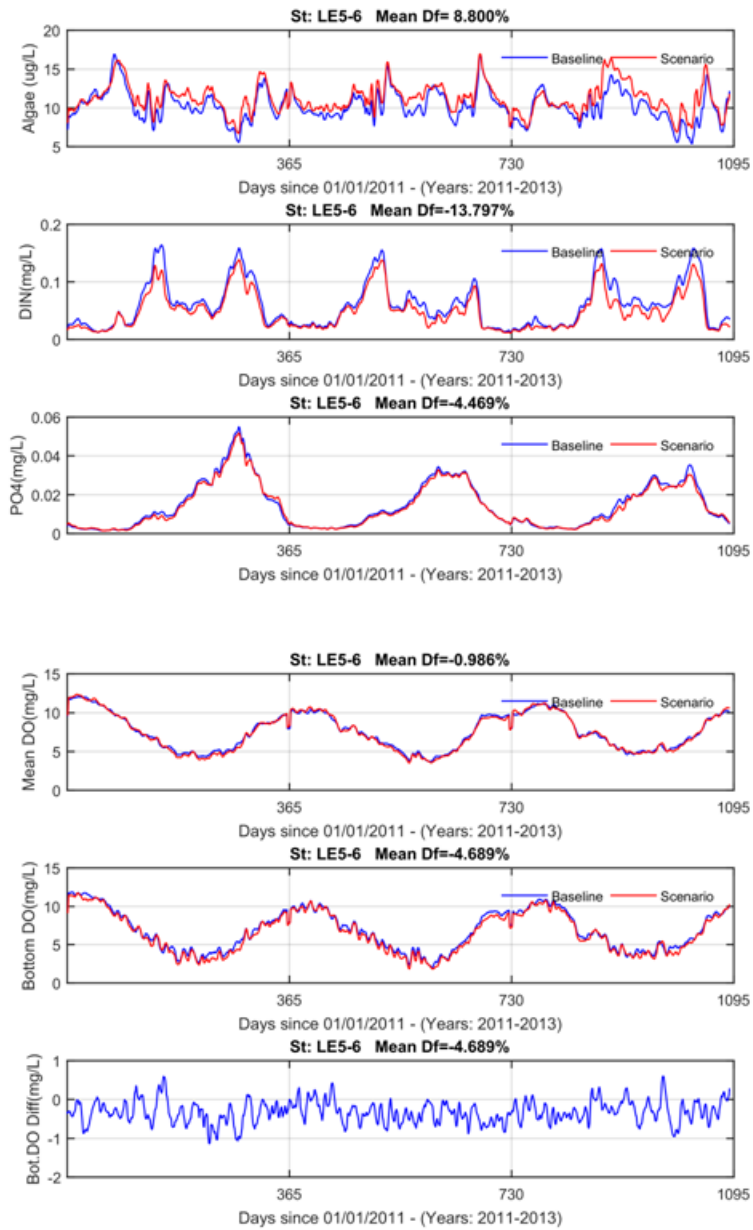 St: LE5-6 Mean Df= 8.800%
20
15
10
5
Algae (ug/L)
Baseline
Scenario
365
730
1095
Days since 01/01/2011 - (Years: 2011-2013)
St: LE5-6 Mean Df=-13.797%
0.2
0.1
0
DIN(mg/L)
Baseline
Scenario
365
730
1095
Days since 01/01/2011 - (Years: 2011-2013)
St: LE5-6 Mean Df=-4.469%
0.06
0.04
0.02
0
PO4(mg/L)
Baseline
Scenario
365
730
1095
Days since 01/01/2011 - (Years: 2011-2013)
St: LE5-6 Mean Df=-0.986%
15
10
5
0
Mean DO(mg/L)
Baseline
Scenario
365
730
1095
Days since 01/01/2011 - (Years: 2011-2013)
St: LE5-6 Mean Df=-4.689%
15
10
5
0
Bottom DO(mg/L)
Baseline
Scenario
365
730
1095
Days since 01/01/2011 - (Years: 2011-2013)
St: LE5-6 Mean Df=-4.689%
1
0
-1
-2
Bot.DO Diff(mg/L)
365
730
1095
Days since 01/01/2011 - (Years: 2011-2013)